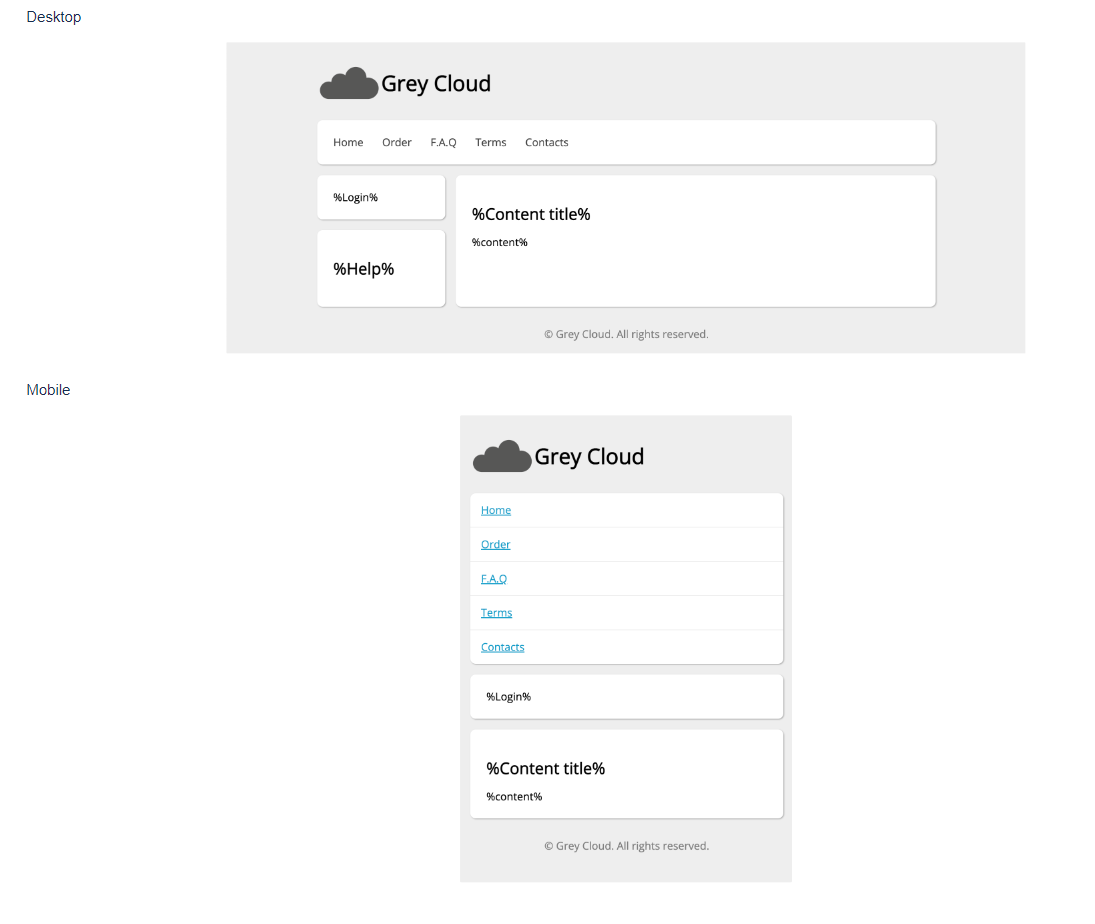 Desktop
Grey Cloud
Home Order F.A.Q Terms Contacts
%Login%
%Help%
%Content title%
%content%
© Grey Cloud. All rights reserved.
Mobile
Grey Cloud
Home
Order
F.A.Q
Terms
Contacts
%Login%
%Content title%
%content%
© Grey Cloud. All rights reserved.